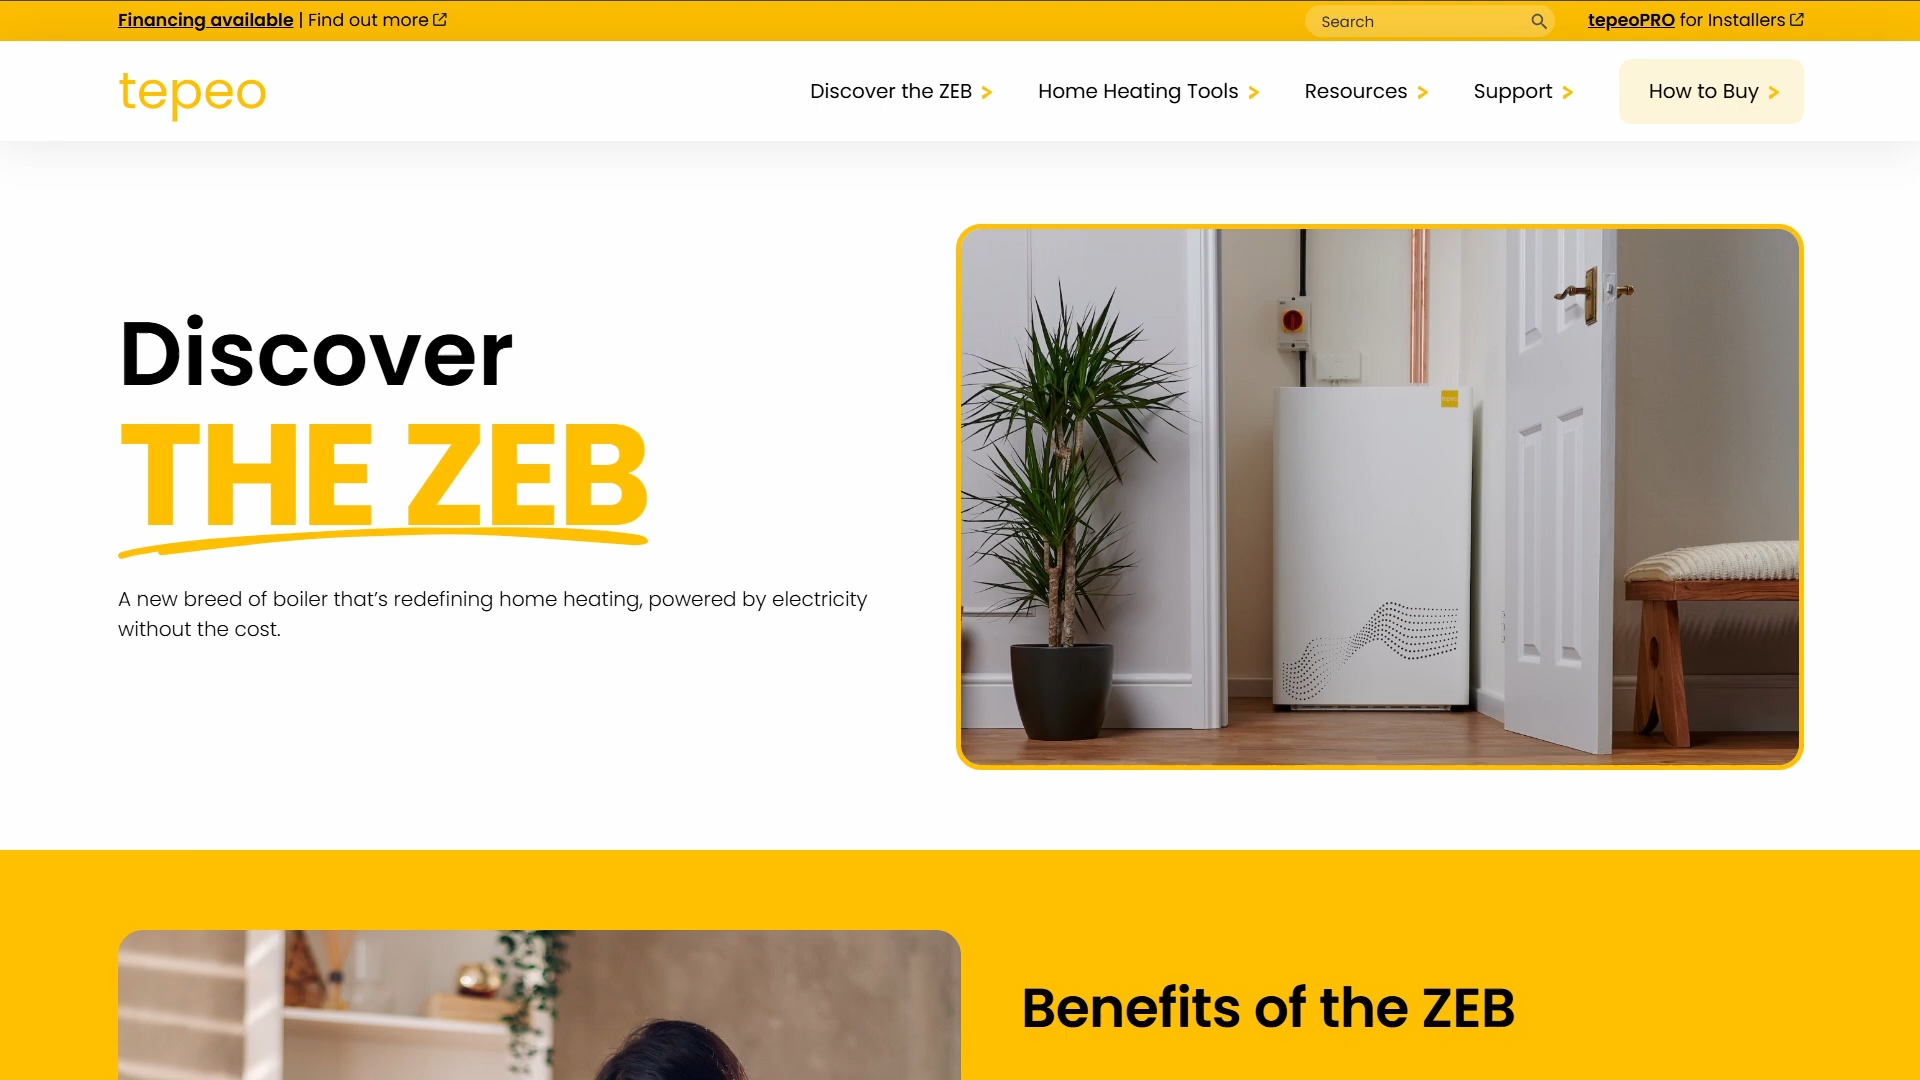 Financing available | Find out more
Search
tepeoPRO for Installers
tepeo
Discover the ZEB
Home Heating Tools
Resources
Support
How to Buy
Discover
THE ZEB
A new breed of boiler that’s redefining home heating, powered by electricity
without the cost.
tepeo
Benefits of the ZEB